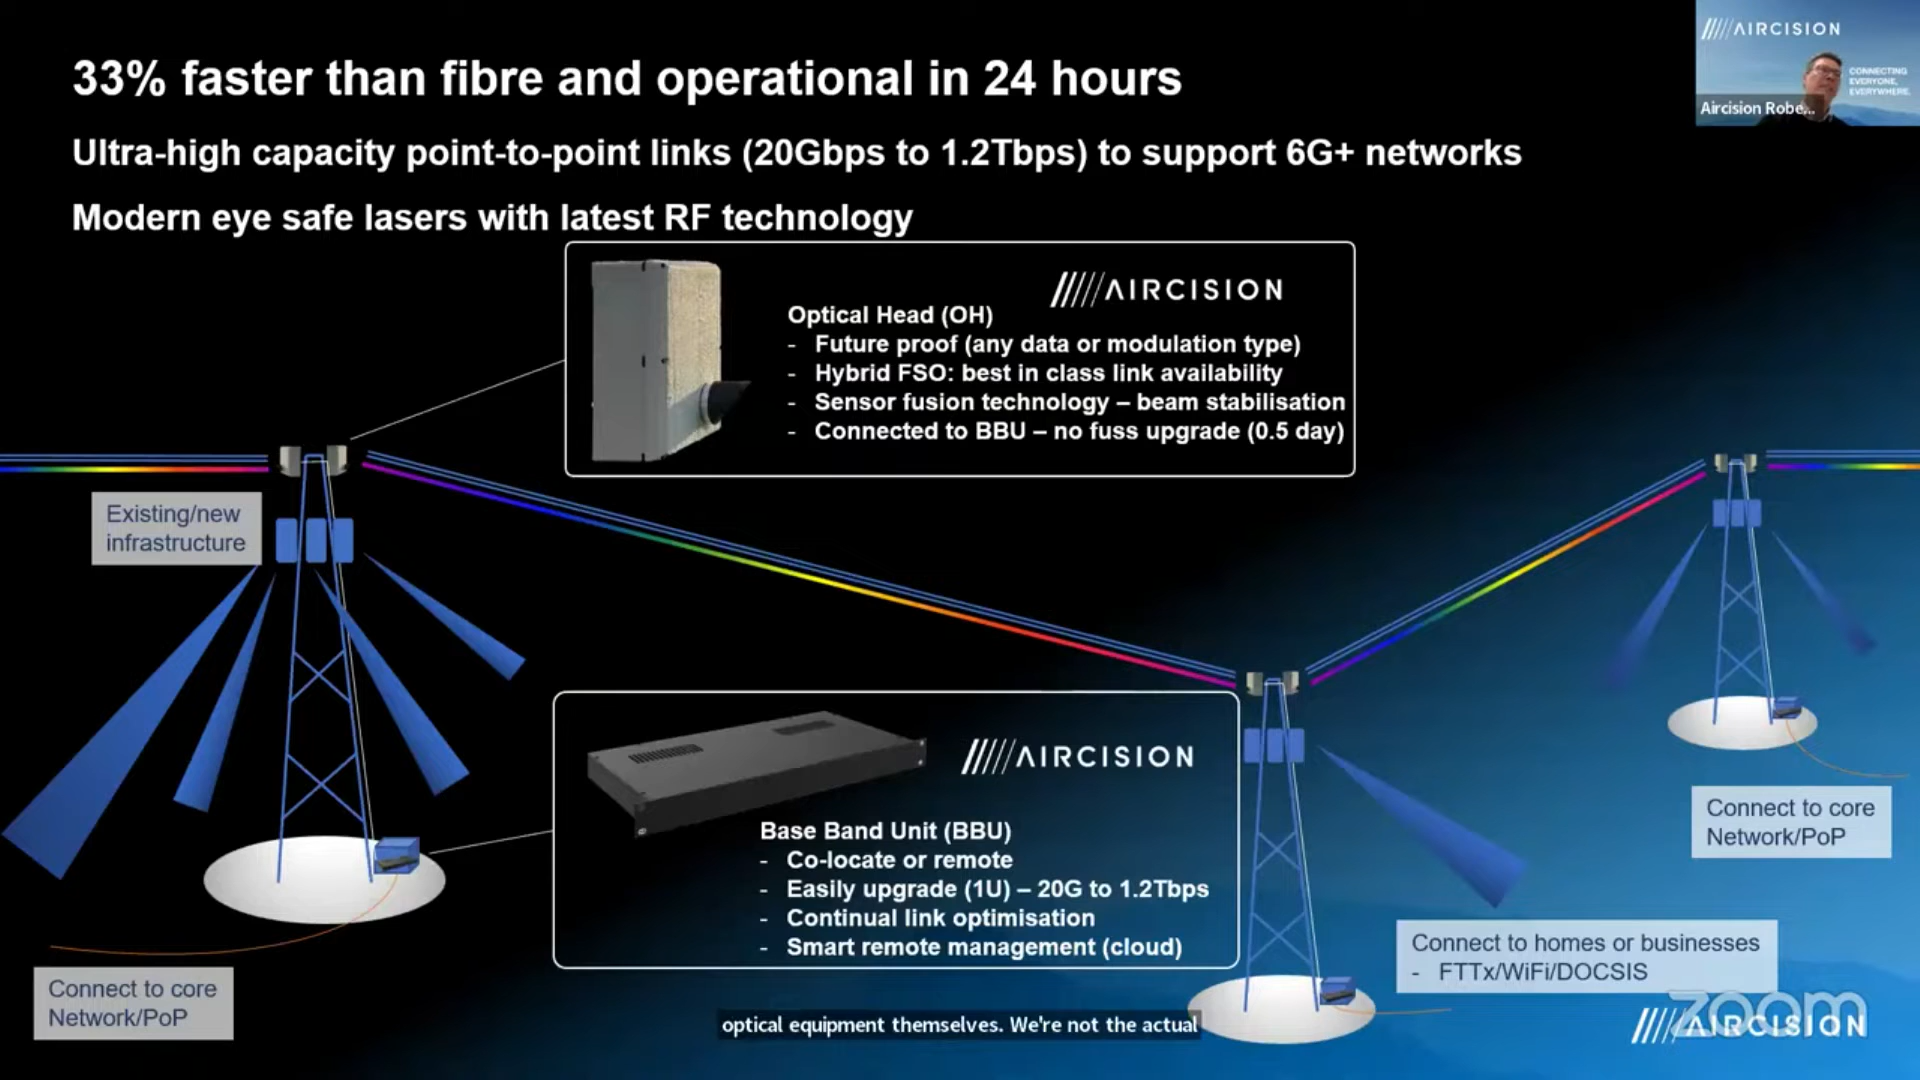 33% faster than fibre and operational in 24 hours
Ultra-high capacity point-to-point links (20Gbps to 1.2Tbps) to support 6G+ networks
Modern eye safe lasers with latest RF technology
AIRCISION
CONNECTING
EVERYONE,
EVERYWHERE.
Aircision Robe...
AIRCISION
Optical Head (OH)
- Future proof (any data or modulation type)
- Hybrid FSO: best in class link availability
- Sensor fusion technology – beam stabilisation
- Connected to BBU – no fuss upgrade (0.5 day)
Existing/new
infrastructure
AIRCISION
Base Band Unit (BBU)
- Co-locate or remote
- Easily upgrade (1U) – 20G to 1.2Tbps
- Continual link optimisation
- Smart remote management (cloud)
Connect to core
Network/PoP
Connect to homes or businesses
- FTTx/WiFi/DOCSIS
Connect to core
Network/PoP
optical equipment themselves. We're not the actual
zoom
AIRCISION